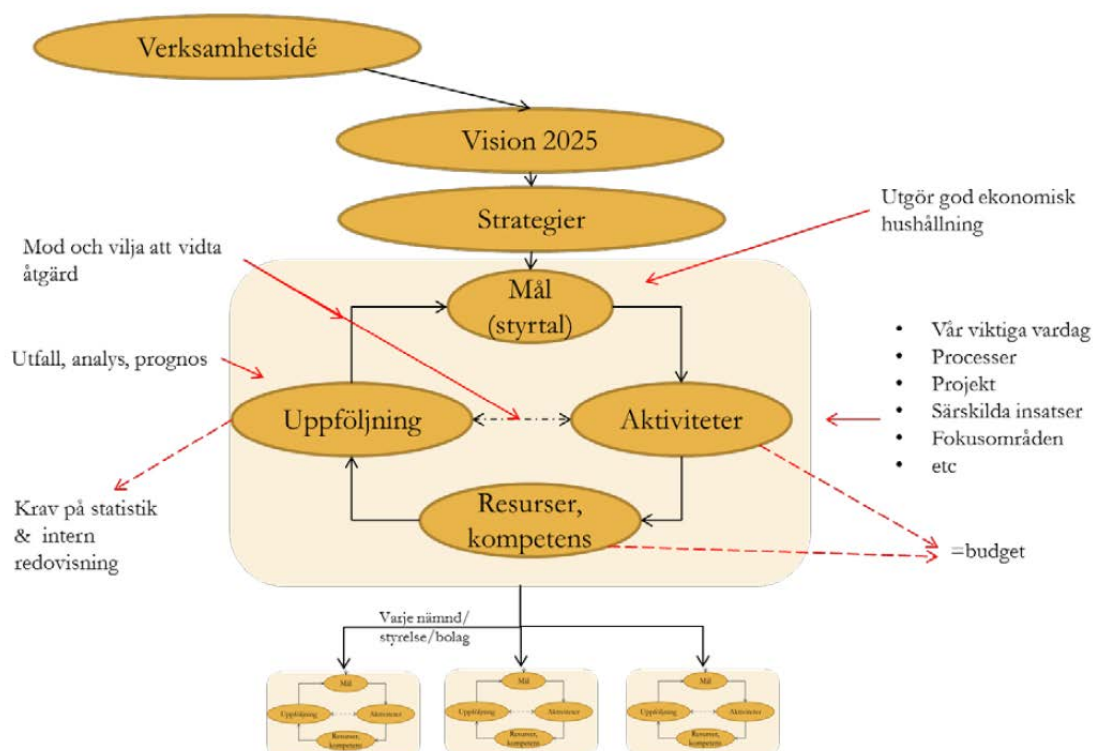 Verksamhetsidé
Vision 2025
Strategier
Utgör god ekonomisk
hushållning
Mod och vilja att vidta
åtgärd
Mål
(styrtal)
Utfall, analys, prognos
• Vår viktiga vardag
• Processer
• Projekt
• Särskilda insatser
• Fokusområden
• etc
Uppföljning
Aktiviteter
Krav på statistik
& intern
redovisning
Resurser,
kompetens
=budget
Varje nämnd/
styrelse/bolag
Mål
Uppföljning
Aktiviteter
Resurser,
kompetens
Mål
Uppföljning
Aktiviteter
Resurser,
kompetens
Mål
Uppföljning
Aktiviteter
Resurser,
kompetens